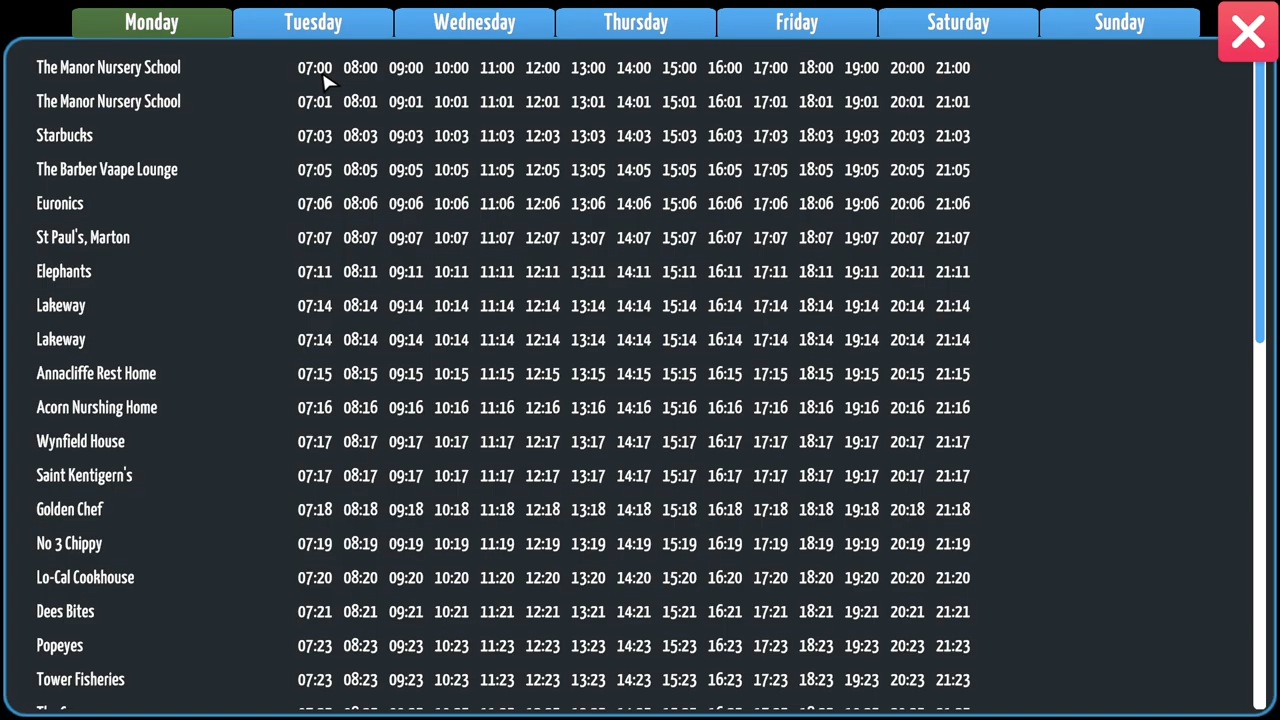 Monday Tuesday Wednesday Thursday Friday Saturday Sunday
The Manor Nursery School 07:00 08:00 09:00 10:00 11:00 12:00 13:00 14:00 15:00 16:00 17:00 18:00 19:00 20:00 21:00
The Manor Nursery School 07:01 08:01 09:01 10:01 11:01 12:01 13:01 14:01 15:01 16:01 17:01 18:01 19:01 20:01 21:01
Starbucks 07:03 08:03 09:03 10:03 11:03 12:03 13:03 14:03 15:03 16:03 17:03 18:03 19:03 20:03 21:03
The Barber Vaape Lounge 07:05 08:05 09:05 10:05 11:05 12:05 13:05 14:05 15:05 16:05 17:05 18:05 19:05 20:05 21:05
Euronics 07:06 08:06 09:06 10:06 11:06 12:06 13:06 14:06 15:06 16:06 17:06 18:06 19:06 20:06 21:06
St Paul's, Marton 07:07 08:07 09:07 10:07 11:07 12:07 13:07 14:07 15:07 16:07 17:07 18:07 19:07 20:07 21:07
Elephants 07:11 08:11 09:11 10:11 11:11 12:11 13:11 14:11 15:11 16:11 17:11 18:11 19:11 20:11 21:11
Lakeway 07:14 08:14 09:14 10:14 11:14 12:14 13:14 14:14 15:14 16:14 17:14 18:14 19:14 20:14 21:14
Lakeway 07:14 08:14 09:14 10:14 11:14 12:14 13:14 14:14 15:14 16:14 17:14 18:14 19:14 20:14 21:14
Annacliffe Rest Home 07:15 08:15 09:15 10:15 11:15 12:15 13:15 14:15 15:15 16:15 17:15 18:15 19:15 20:15 21:15
Acorn Nurshing Home 07:16 08:16 09:16 10:16 11:16 12:16 13:16 14:16 15:16 16:16 17:16 18:16 19:16 20:16 21:16
Wynfield House 07:17 08:17 09:17 10:17 11:17 12:17 13:17 14:17 15:17 16:17 17:17 18:17 19:17 20:17 21:17
Saint Kentigern's 07:17 08:17 09:17 10:17 11:17 12:17 13:17 14:17 15:17 16:17 17:17 18:17 19:17 20:17 21:17
Golden Chef 07:18 08:18 09:18 10:18 11:18 12:18 13:18 14:18 15:18 16:18 17:18 18:18 19:18 20:18 21:18
No 3 Chippy 07:19 08:19 09:19 10:19 11:19 12:19 13:19 14:19 15:19 16:19 17:19 18:19 19:19 20:19 21:19
Lo-Cal Cookhouse 07:20 08:20 09:20 10:20 11:20 12:20 13:20 14:20 15:20 16:20 17:20 18:20 19:20 20:20 21:20
Dees Bites 07:21 08:21 09:21 10:21 11:21 12:21 13:21 14:21 15:21 16:21 17:21 18:21 19:21 20:21 21:21
Popeyes 07:23 08:23 09:23 10:23 11:23 12:23 13:23 14:23 15:23 16:23 17:23 18:23 19:23 20:23 21:23
Tower Fisheries 07:23 08:23 09:23 10:23 11:23 12:23 13:23 14:23 15:23 16:23 17:23 18:23 19:23 20:23 21:23